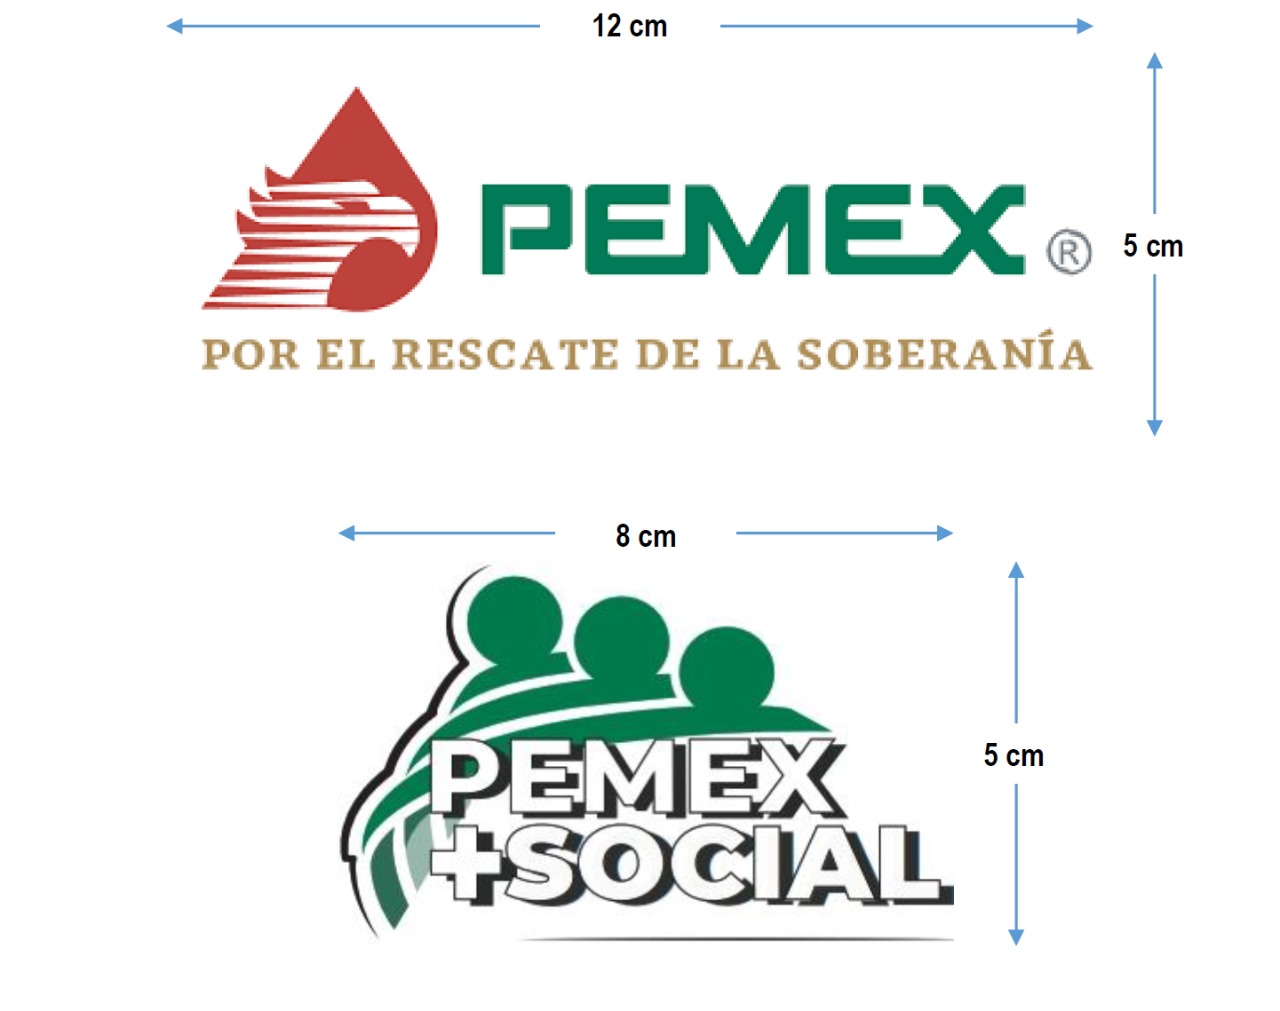 12 cm
PEMEX ®
5 cm
POR EL RESCATE DE LA SOBERANÍA
8 cm
5 cm
PEMEX
+SOCIAL